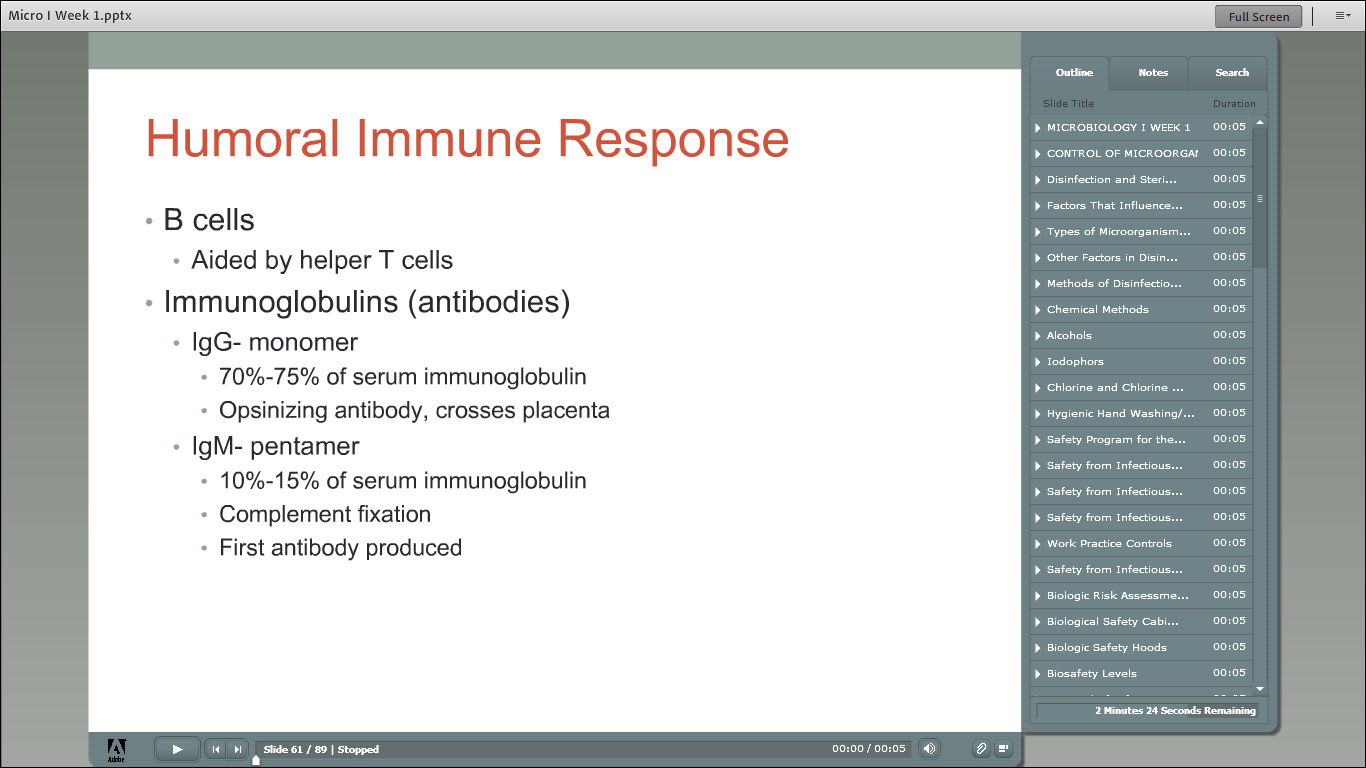 Micro I Week 1.pptx
Full Screen
Humoral Immune Response
• B cells
• Aided by helper T cells
• Immunoglobulins (antibodies)
• IgG- monomer
• 70%-75% of serum immunoglobulin
• Opsinizing antibody, crosses placenta
• IgM- pentamer
• 10%-15% of serum immunoglobulin
• Complement fixation
• First antibody produced
Outline Notes Search
Slide Title Duration
MICROBIOLOGY I WEEK 1 00:05
CONTROL OF MICROORGAN 00:05
Disinfection and Steri... 00:05
Factors That Influence... 00:05
Types of Microorganism... 00:05
Other Factors in Disin... 00:05
Methods of Disinfectio... 00:05
Chemical Methods 00:05
Alcohols 00:05
Iodophors 00:05
Chlorine and Chlorine ... 00:05
Hygienic Hand Washing/... 00:05
Safety Program for the... 00:05
Safety from Infectious... 00:05
Safety from Infectious... 00:05
Safety from Infectious... 00:05
Work Practice Controls 00:05
Safety from Infectious... 00:05
Biologic Risk Assessme... 00:05
Biological Safety Cabi... 00:05
Biologic Safety Hoods 00:05
Biosafety Levels 00:05
2 Minutes 24 Seconds Remaining
Adobe
Slide 61 / 89 | Stopped 00:00 / 00:05